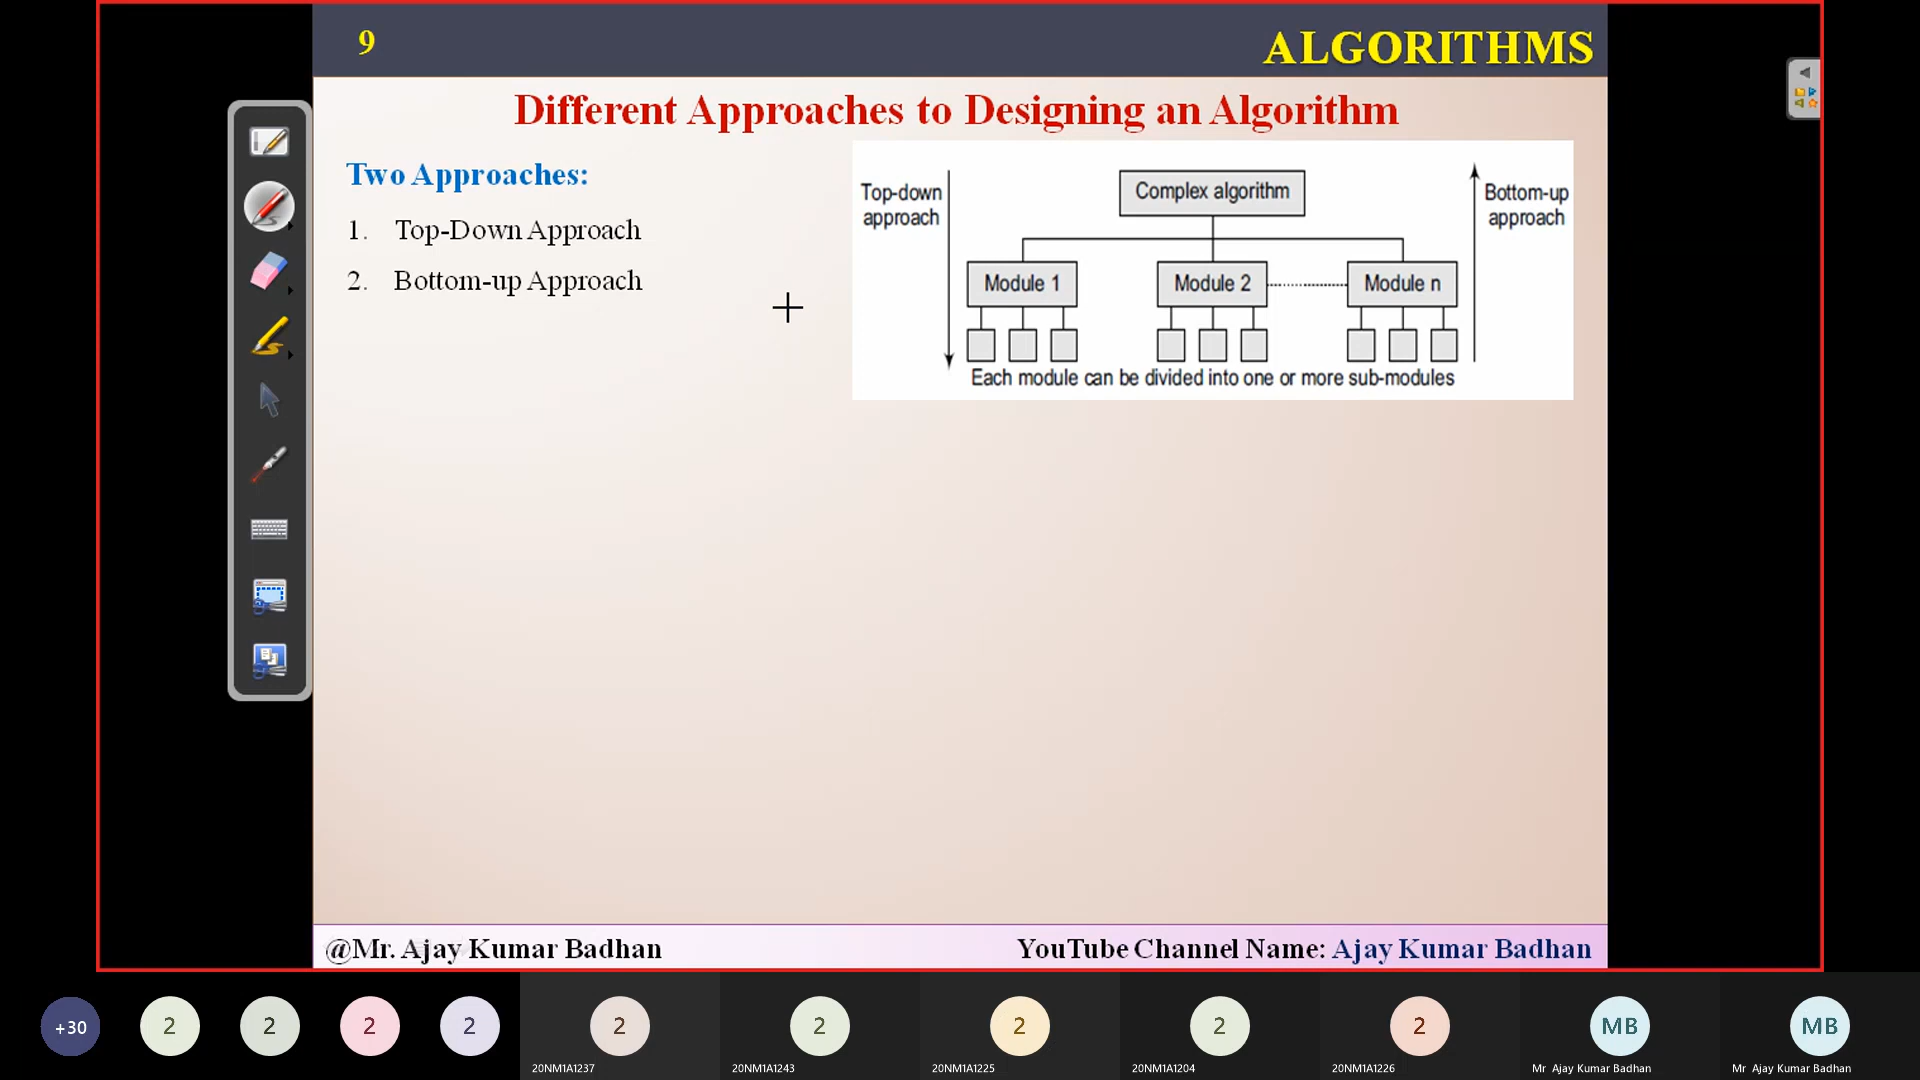 9
ALGORITHMS
Different Approaches to Designing an Algorithm
Two Approaches:
1. Top-Down Approach
2. Bottom-up Approach
Top-down
approach
Complex algorithm
Bottom-up
approach
Module 1
Module 2
Module n
Each module can be divided into one or more sub-modules
@Mr. Ajay Kumar Badhan
YouTube Channel Name: Ajay Kumar Badhan
+30
2
2
2
2
2
2
2
2
2
MB
MB
20NM1A1237
20NM1A1243
20NM1A1225
20NM1A1204
20NM1A1226
Mr Ajay Kumar Badhan
Mr Ajay Kumar Badhan